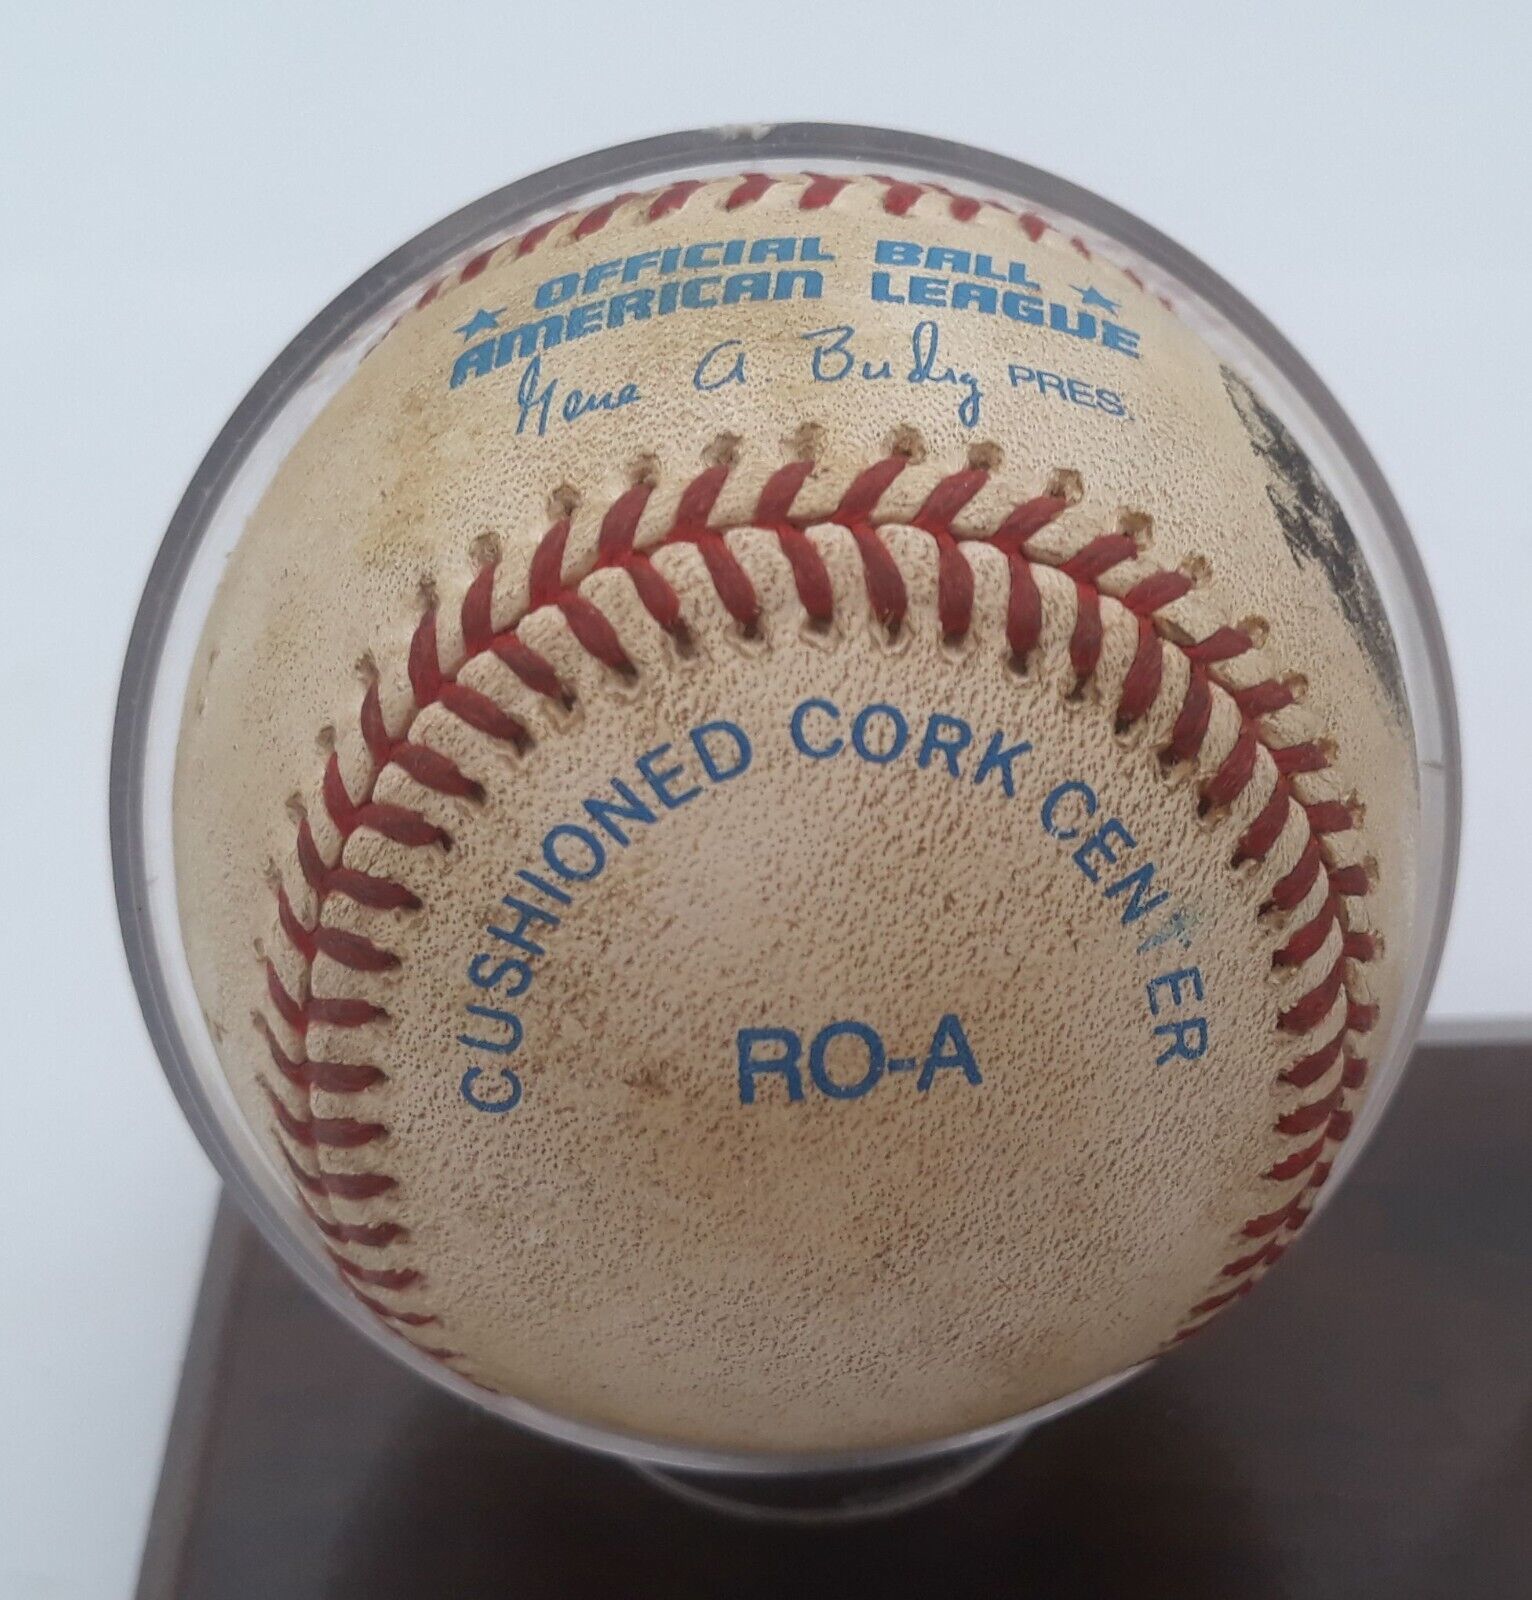 ★ OFFICIAL BALL ★
AMERICAN LEAGUE
Gene A. Budig PRES.
CUSHIONED CORK CENTER
RO-A